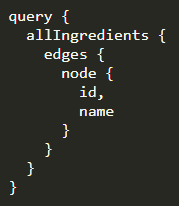 query {
  allIngredients {
    edges {
      node {
        id,
        name
      }
    }
  }
}